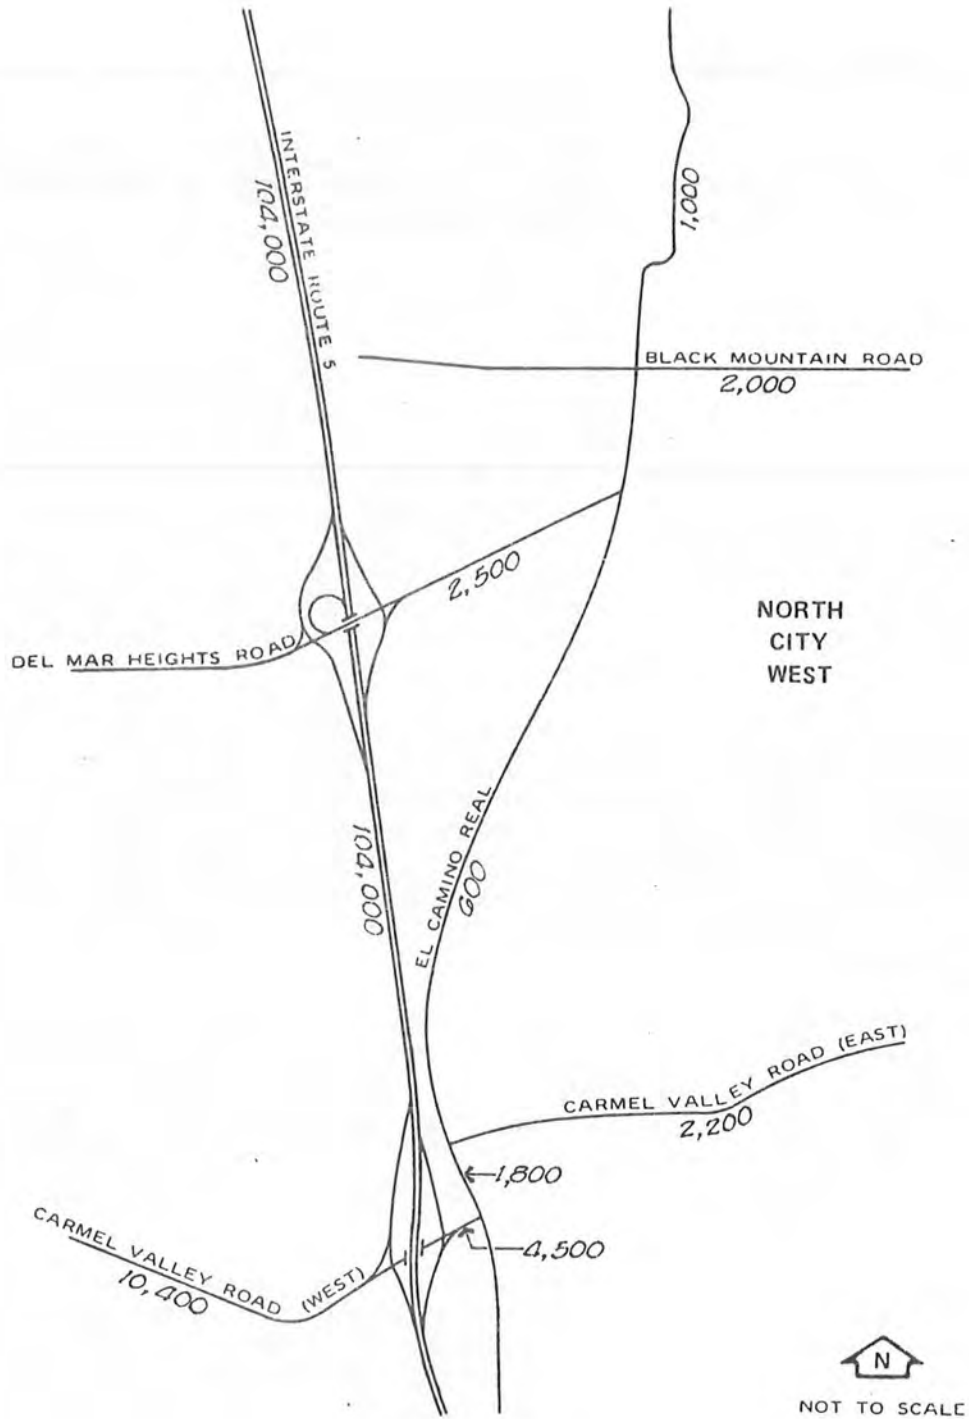 INTERSTATE ROUTE 5
104,000
1,000
BLACK MOUNTAIN ROAD
2,000
2,500
DEL MAR HEIGHTS ROAD
NORTH
CITY
WEST
104,000
EL CAMINO REAL
600
CARMEL VALLEY ROAD (EAST)
2,200
1,800
CARMEL VALLEY ROAD (WEST)
10,400
4,500
N
NOT TO SCALE